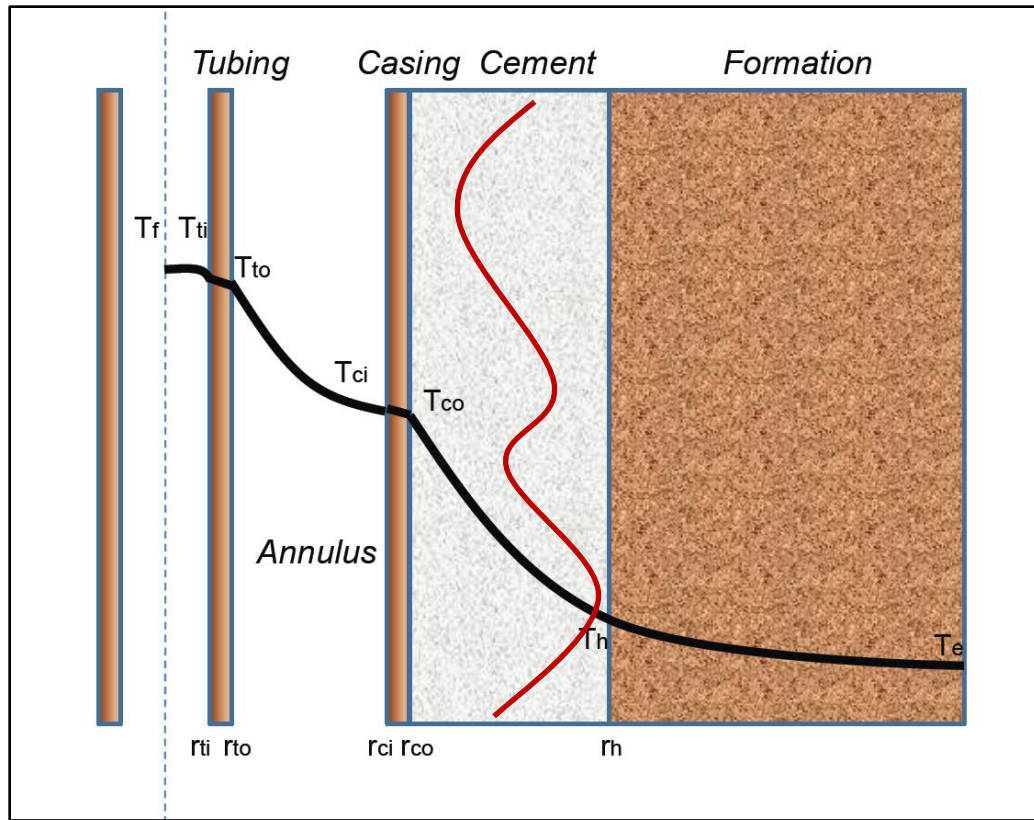 Tubing Casing Cement Formation
Tf Tti
Tto
Tci
Tco
Annulus
Th Te
rti rto rci rco rh